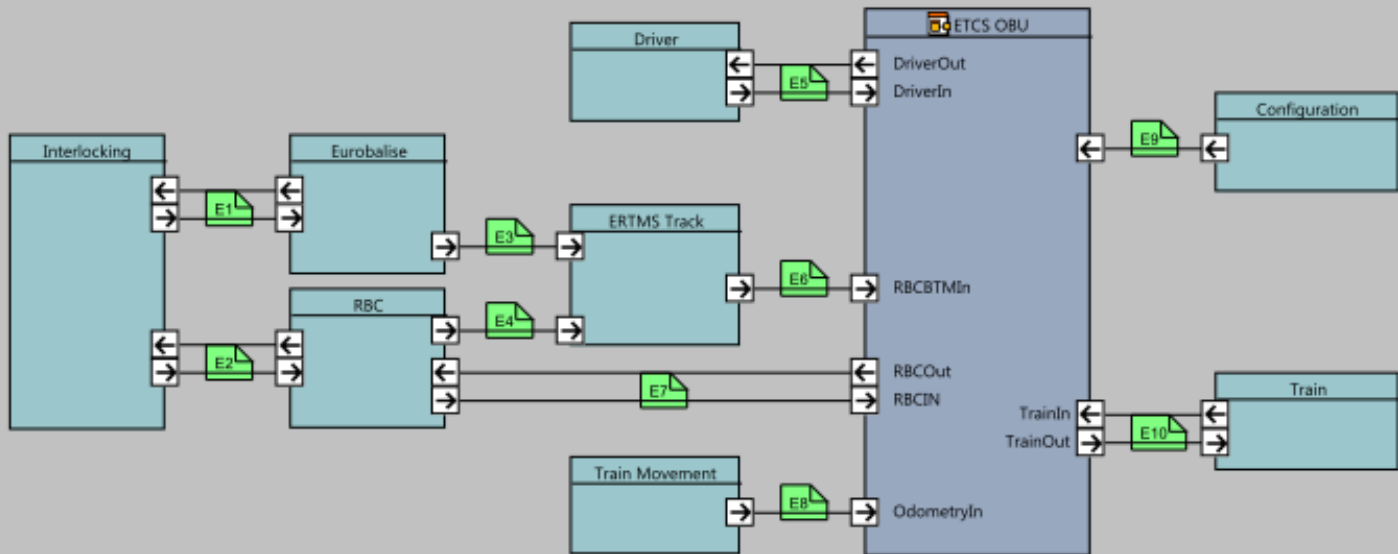 Driver
ETCS OBU
DriverOut
E5
DriverIn
Configuration
E9
Interlocking
Eurobalise
E1
ERTMS Track
E3
E6
RBCBTMIn
RBC
E4
E2
RBCOut
E7
RBCIN
Train
TrainIn
E10
TrainOut
Train Movement
E8
OdometryIn